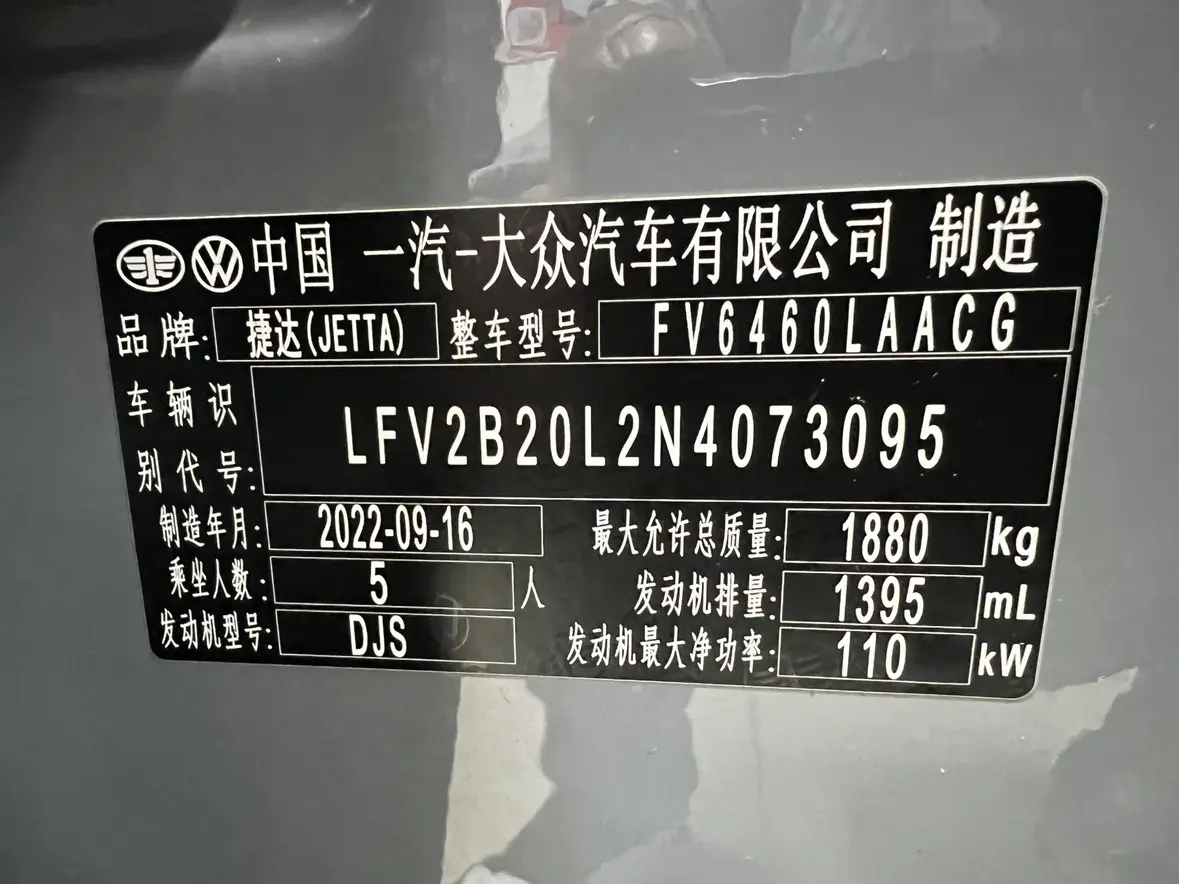 中国 一汽-大众汽车有限公司 制造
品牌: 捷达(JETTA) 整车型号: FV6460LAACG
车辆识别代号: LFV2B20L2N4073095
制造年月: 2022-09-16 最大允许总质量: 1880 kg
乘坐人数: 5 人 发动机排量: 1395 mL
发动机型号: DJS 发动机最大净功率: 110 kW